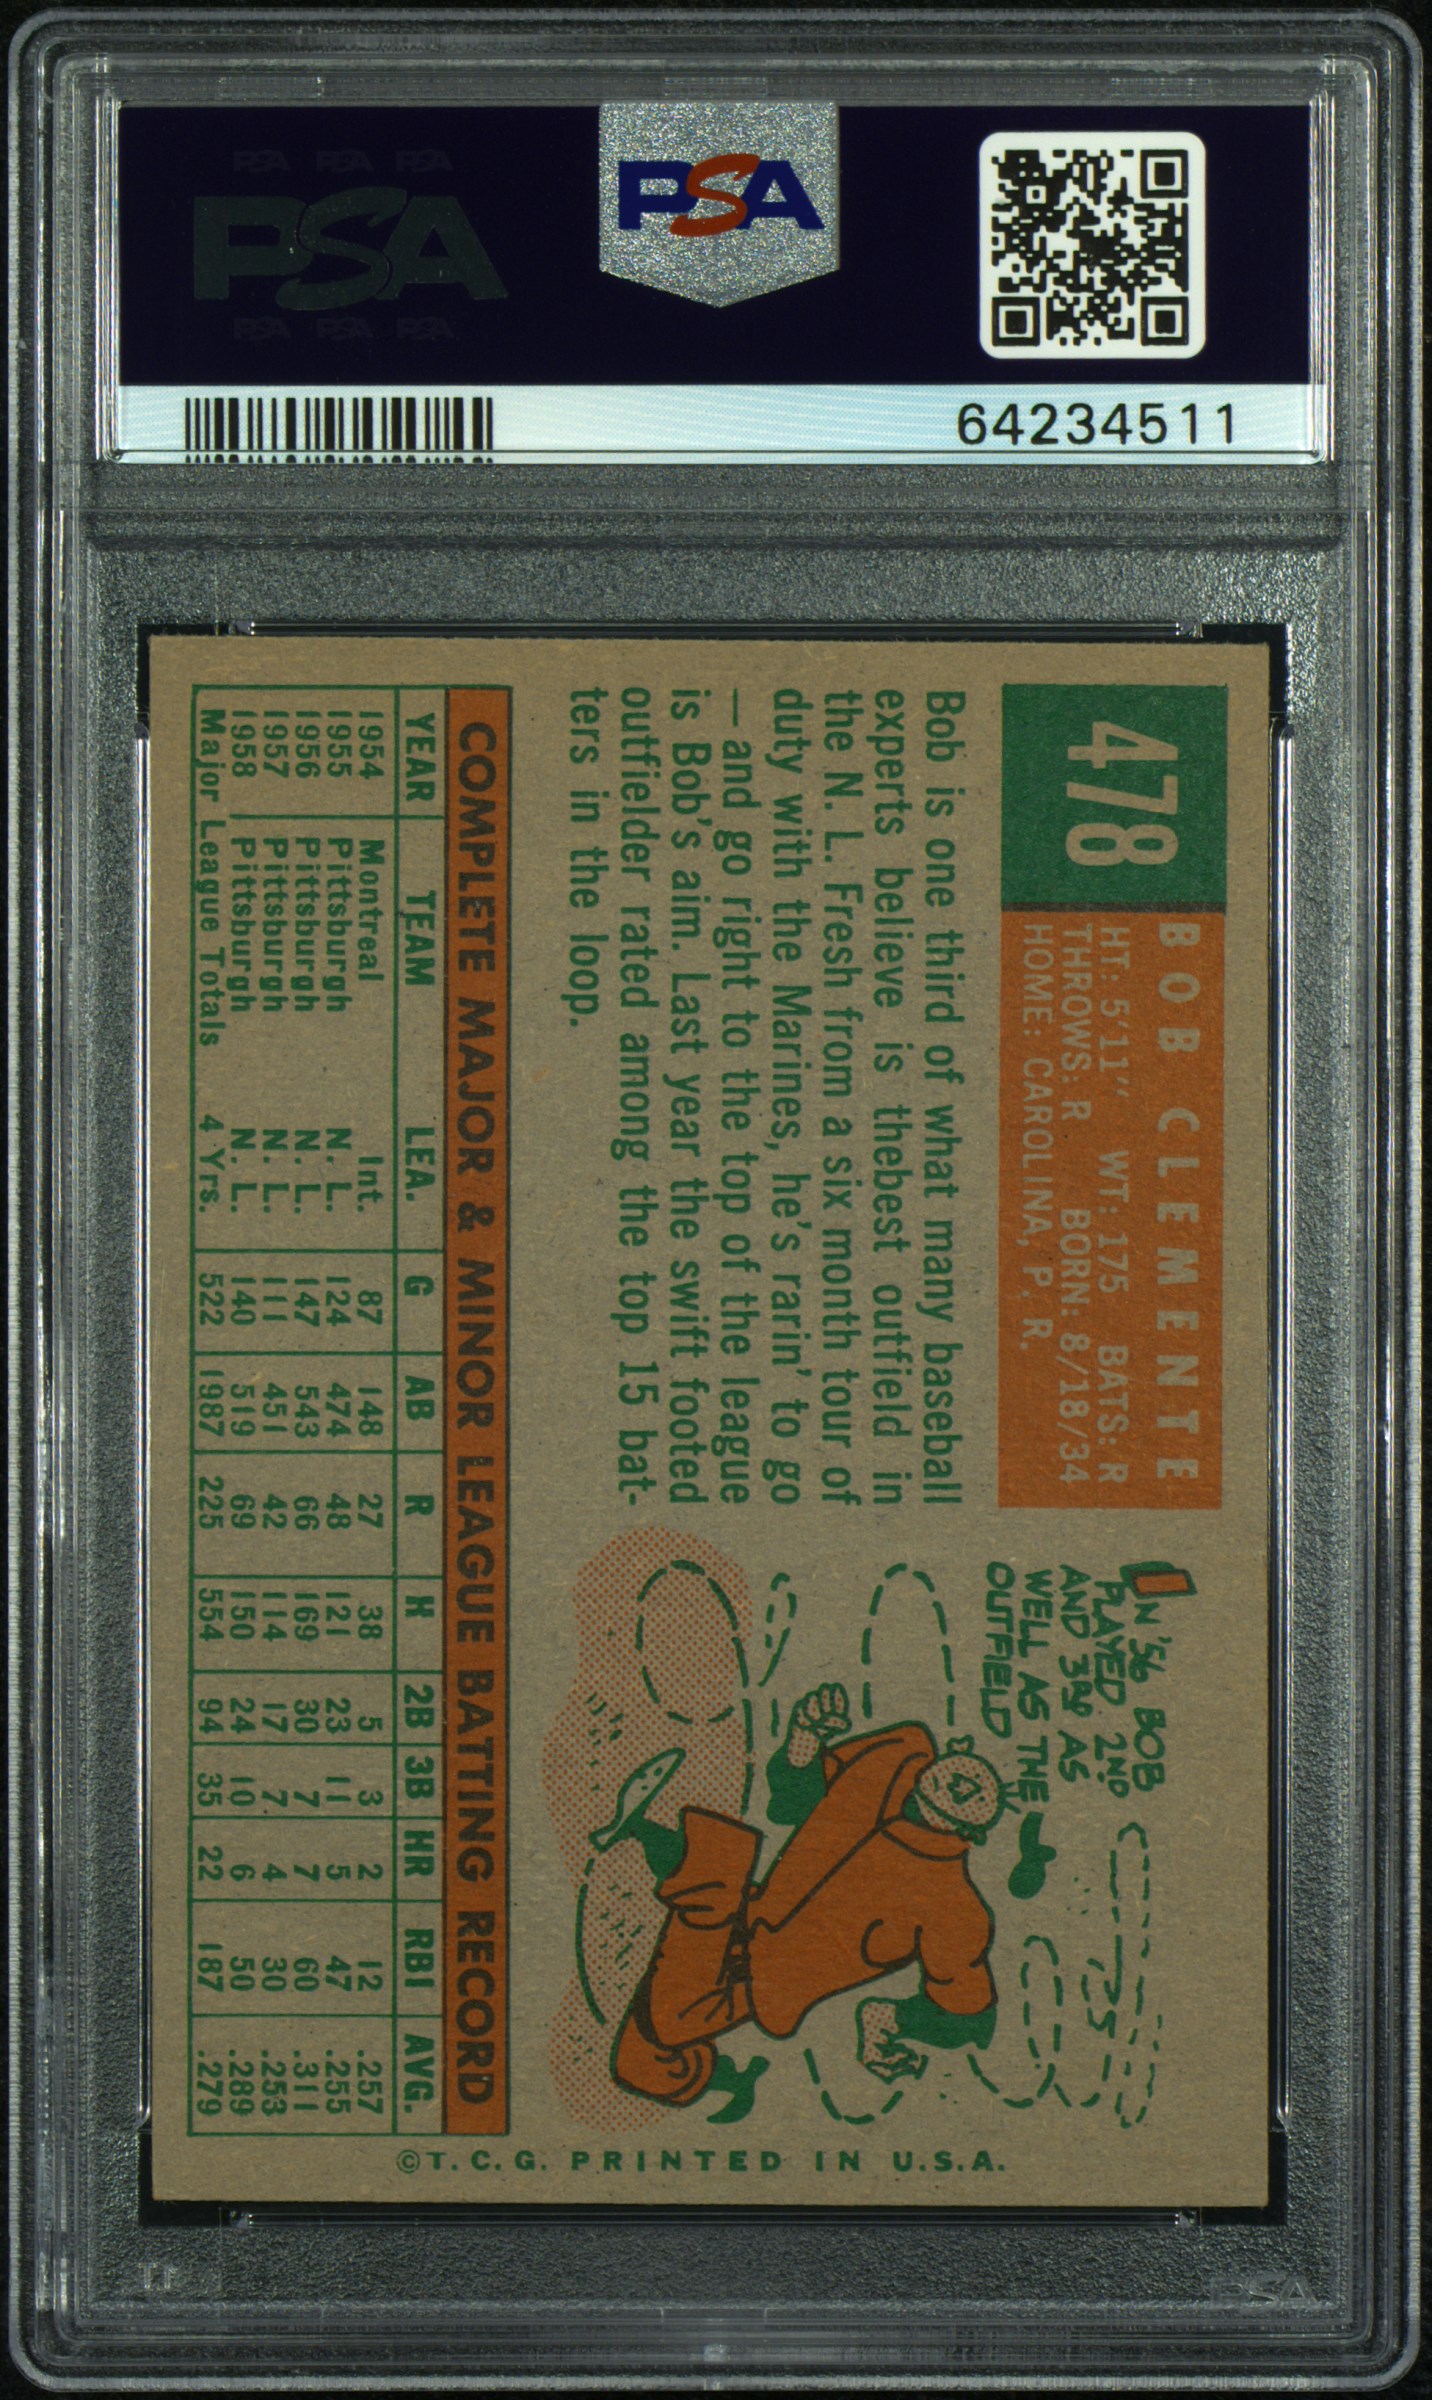 PSA PSA PSA
PSA
PSA PSA PSA
PSA
64234511
478
BOB CLEMENTE
HT: 5'11" WT: 175 BATS: R
THROWS: R BORN: 8/18/34
HOME: CAROLINA, P. R.
Bob is one third of what many baseball
experts believe is thebest outfield in
the N. L. Fresh from a six month tour of
duty with the Marines, he's rarin' to go
— and go right to the top of the league
is Bob's aim. Last year the swift footed
outfielder rated among the top 15 bat-
ters in the loop.
IN '56 BOB
PLAYED 2ND
AND 3RD AS
WELL AS THE
OUTFIELD
COMPLETE MAJOR & MINOR LEAGUE BATTING RECORD
YEAR TEAM LEA. G AB R H 2B 3B HR RBI AVG.
1954 Montreal Int. 87 148 27 38 5 3 2 12 .257
1955 Pittsburgh N. L. 124 474 48 121 23 11 5 47 .255
1956 Pittsburgh N. L. 147 543 66 169 30 7 7 60 .311
1957 Pittsburgh N. L. 111 451 42 114 17 7 4 30 .253
1958 Pittsburgh N. L. 140 519 69 150 24 10 6 50 .289
Major League Totals 4 Yrs. 522 1987 225 554 94 35 22 187 .279
©T. C. G. PRINTED IN U.S.A.
PSA